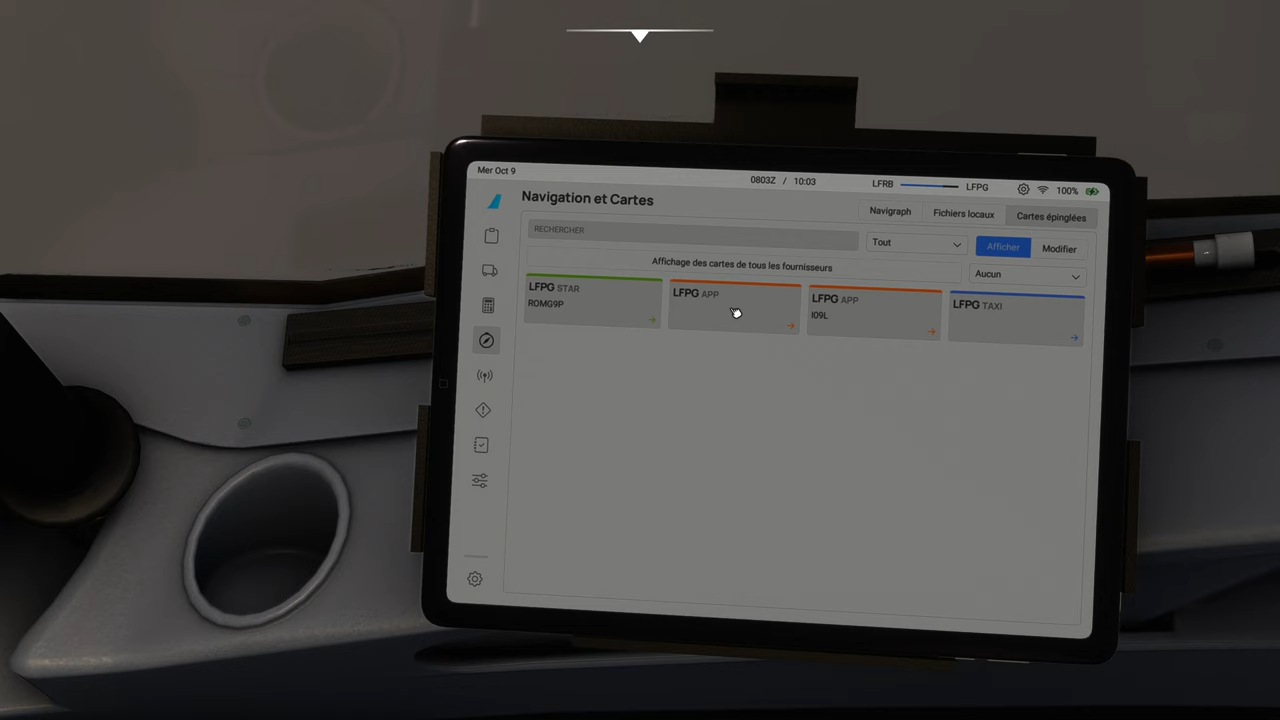 Mer Oct 9
0803Z / 10:03
LFRB LFPG
100%
Navigation et Cartes
Navigraph
Fichiers locaux
Cartes épinglées
RECHERCHER
Tout
Afficher
Modifier
Affichage des cartes de tous les fournisseurs
Aucun
LFPG STAR
ROMG9P
LFPG APP
LFPG APP
I09L
LFPG TAXI